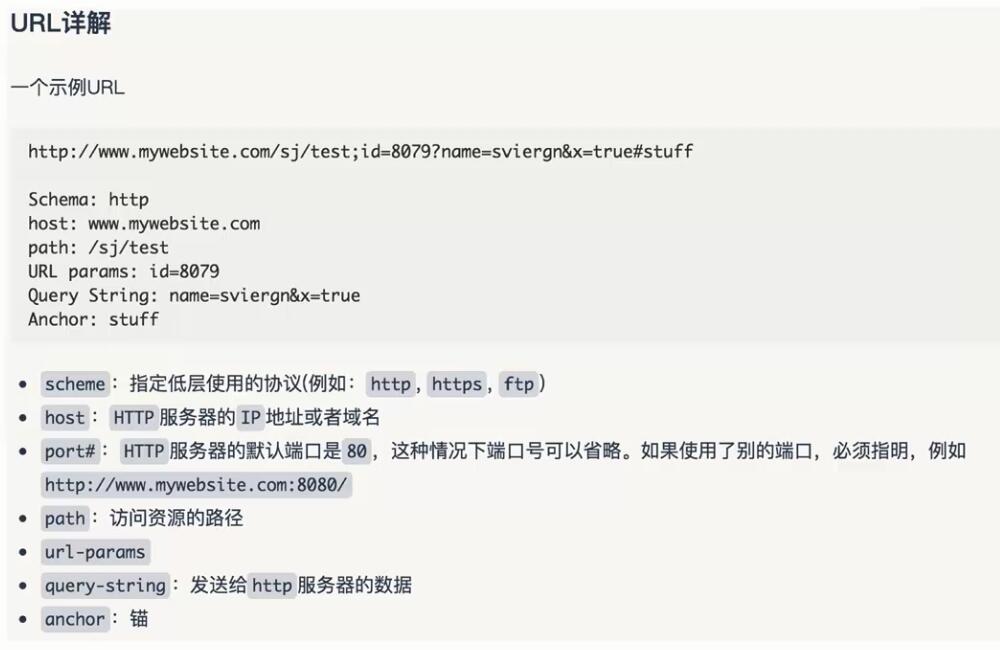 URL详解
一个示例URL
http://www.mywebsite.com/sj/test;id=8079?name=sviergn&x=true#stuff
Schema: http
host: www.mywebsite.com
path: /sj/test
URL params: id=8079
Query String: name=sviergn&x=true
Anchor: stuff
• scheme：指定低层使用的协议(例如：http, https, ftp)
• host：HTTP服务器的IP地址或者域名
• port#：HTTP服务器的默认端口是80，这种情况下端口号可以省略。如果使用了别的端口，必须指明，例如
http://www.mywebsite.com:8080/
• path：访问资源的路径
• url-params
• query-string：发送给http服务器的数据
• anchor：锚